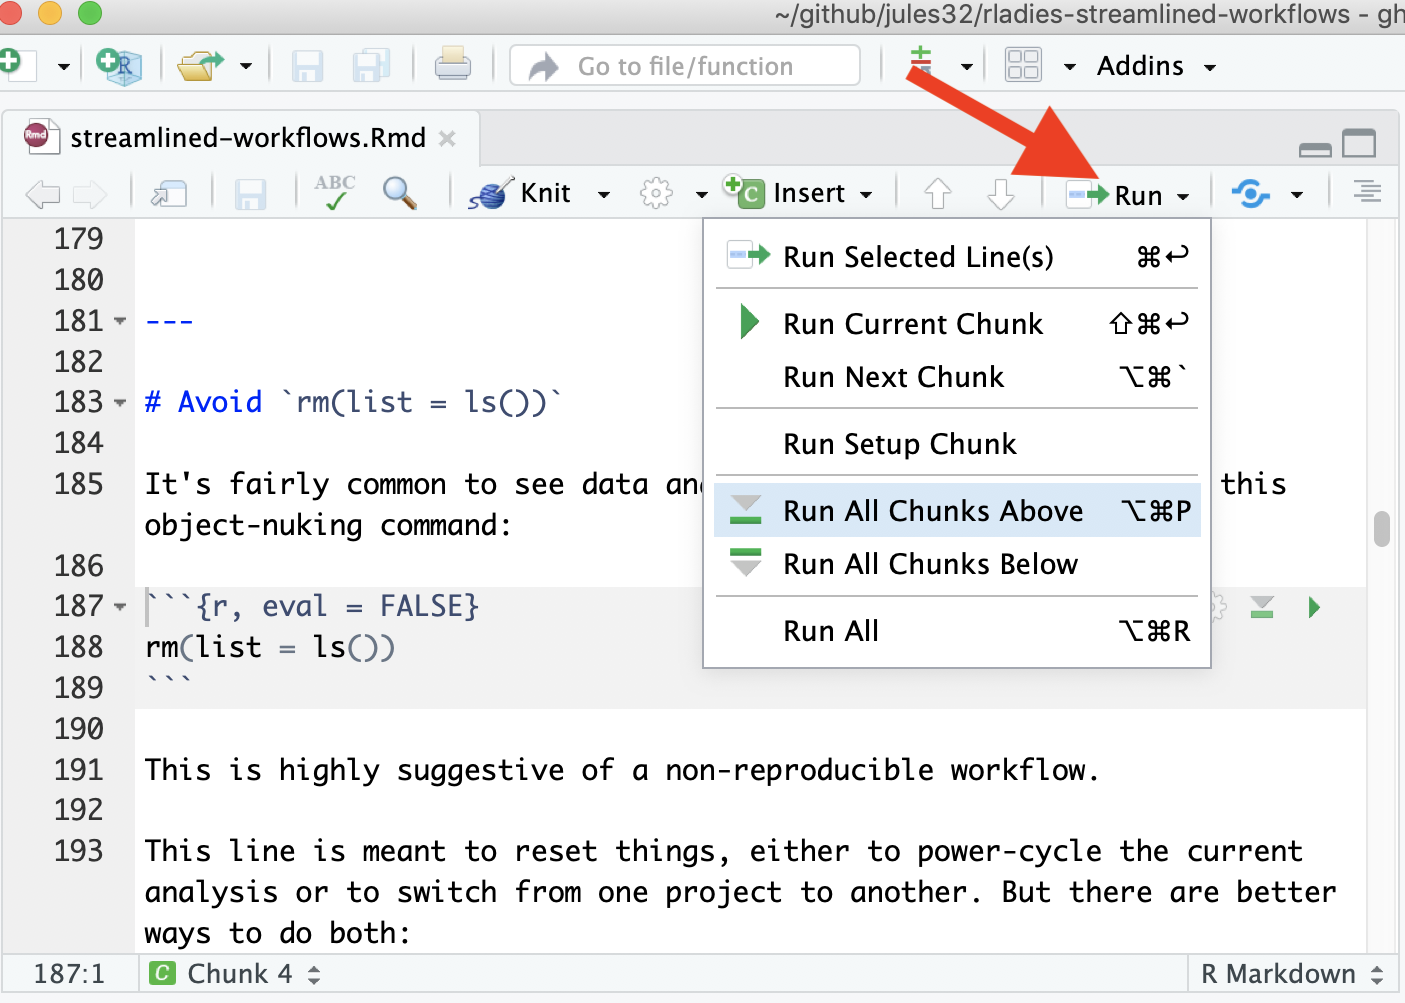 ~/github/jules32/rladies-streamlined-workflows - gh
Go to file/function
Addins
Rmd
streamlined-workflows.Rmd
ABC
Knit
C
Insert
Run
Run Selected Line(s) ⌘↩
Run Current Chunk ⇧⌘↩
Run Next Chunk ⌥⌘`
Run Setup Chunk
Run All Chunks Above ⌥⌘P
Run All Chunks Below
Run All ⌥⌘R
179
180
181 ---
182
183 # Avoid `rm(list = ls())`
184
185 It's fairly common to see data an this
object-nuking command:
186
187 ```{r, eval = FALSE}
188 rm(list = ls())
189 ```
190
191 This is highly suggestive of a non-reproducible workflow.
192
193 This line is meant to reset things, either to power-cycle the current
analysis or to switch from one project to another. But there are better
ways to do both:
187:1 C Chunk 4 R Markdown